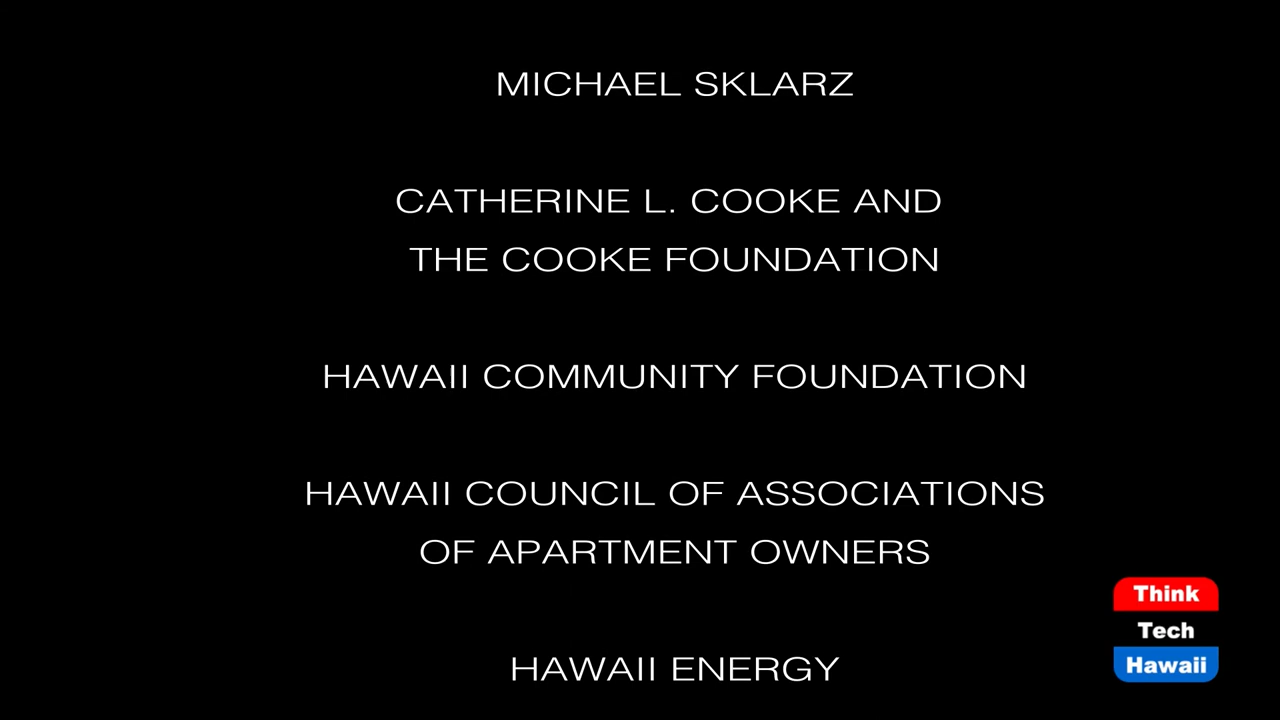 MICHAEL SKLARZ
CATHERINE L. COOKE AND
THE COOKE FOUNDATION
HAWAII COMMUNITY FOUNDATION
HAWAII COUNCIL OF ASSOCIATIONS
OF APARTMENT OWNERS
HAWAII ENERGY
Think
Tech
Hawaii